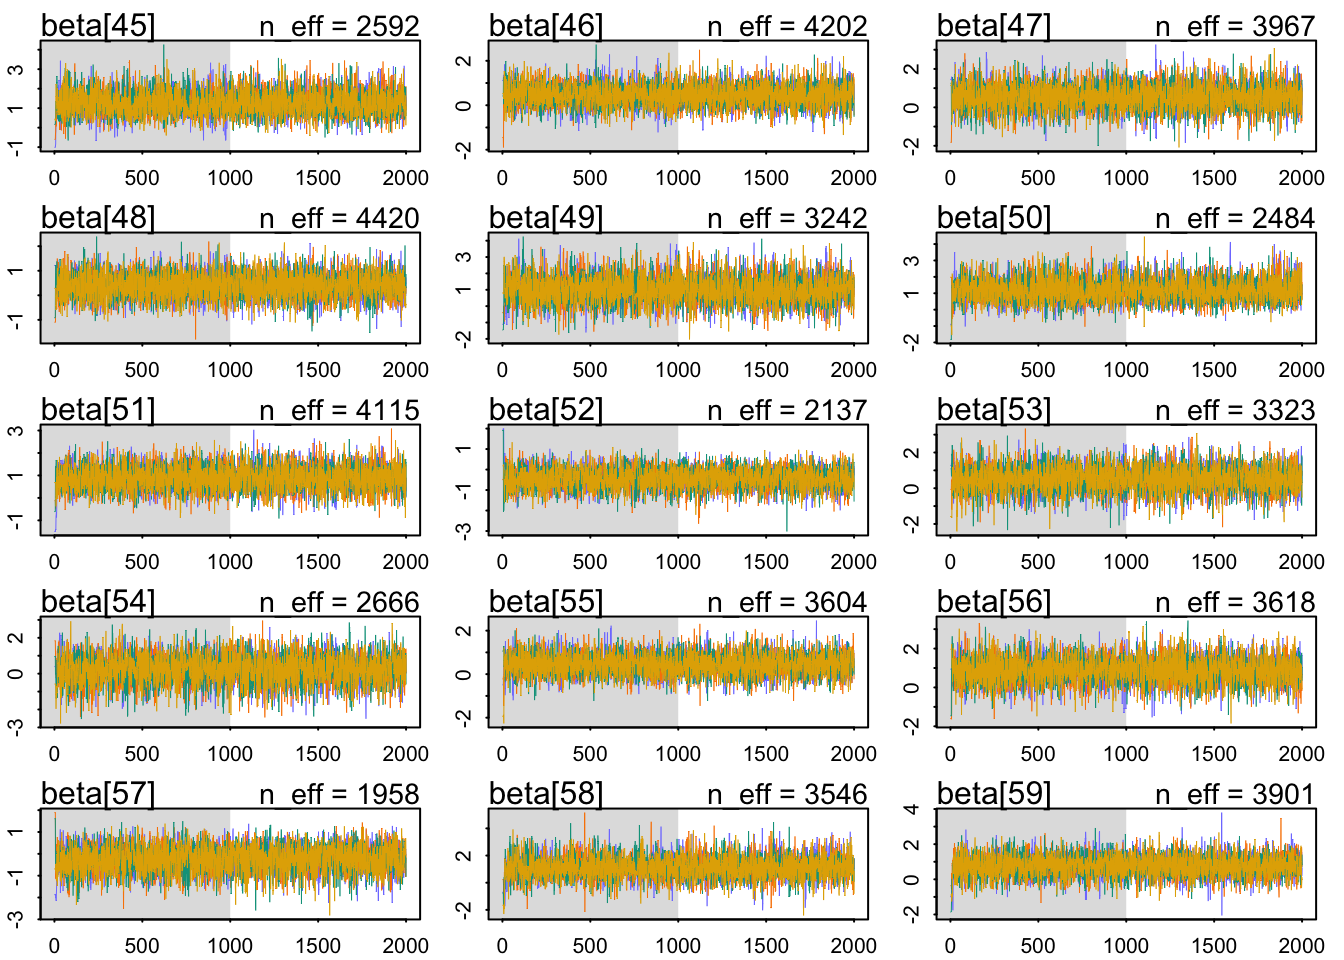 beta[45] n_eff = 2592 beta[46] n_eff = 4202 beta[47] n_eff = 3967
3 1 -1 2 0 -2 2 0 -2
0 500 1000 1500 2000 0 500 1000 1500 2000 0 500 1000 1500 2000
beta[48] n_eff = 4420 beta[49] n_eff = 3242 beta[50] n_eff = 2484
1 -1 3 1 -2 3 1 -2
0 500 1000 1500 2000 0 500 1000 1500 2000 0 500 1000 1500 2000
beta[51] n_eff = 4115 beta[52] n_eff = 2137 beta[53] n_eff = 3323
3 1 -1 1 -1 -3 2 0 -2
0 500 1000 1500 2000 0 500 1000 1500 2000 0 500 1000 1500 2000
beta[54] n_eff = 2666 beta[55] n_eff = 3604 beta[56] n_eff = 3618
2 0 -3 2 0 -2 2 0 -2
0 500 1000 1500 2000 0 500 1000 1500 2000 0 500 1000 1500 2000
beta[57] n_eff = 1958 beta[58] n_eff = 3546 beta[59] n_eff = 3901
1 -1 -3 2 -2 4 2 0 -2
0 500 1000 1500 2000 0 500 1000 1500 2000 0 500 1000 1500 2000